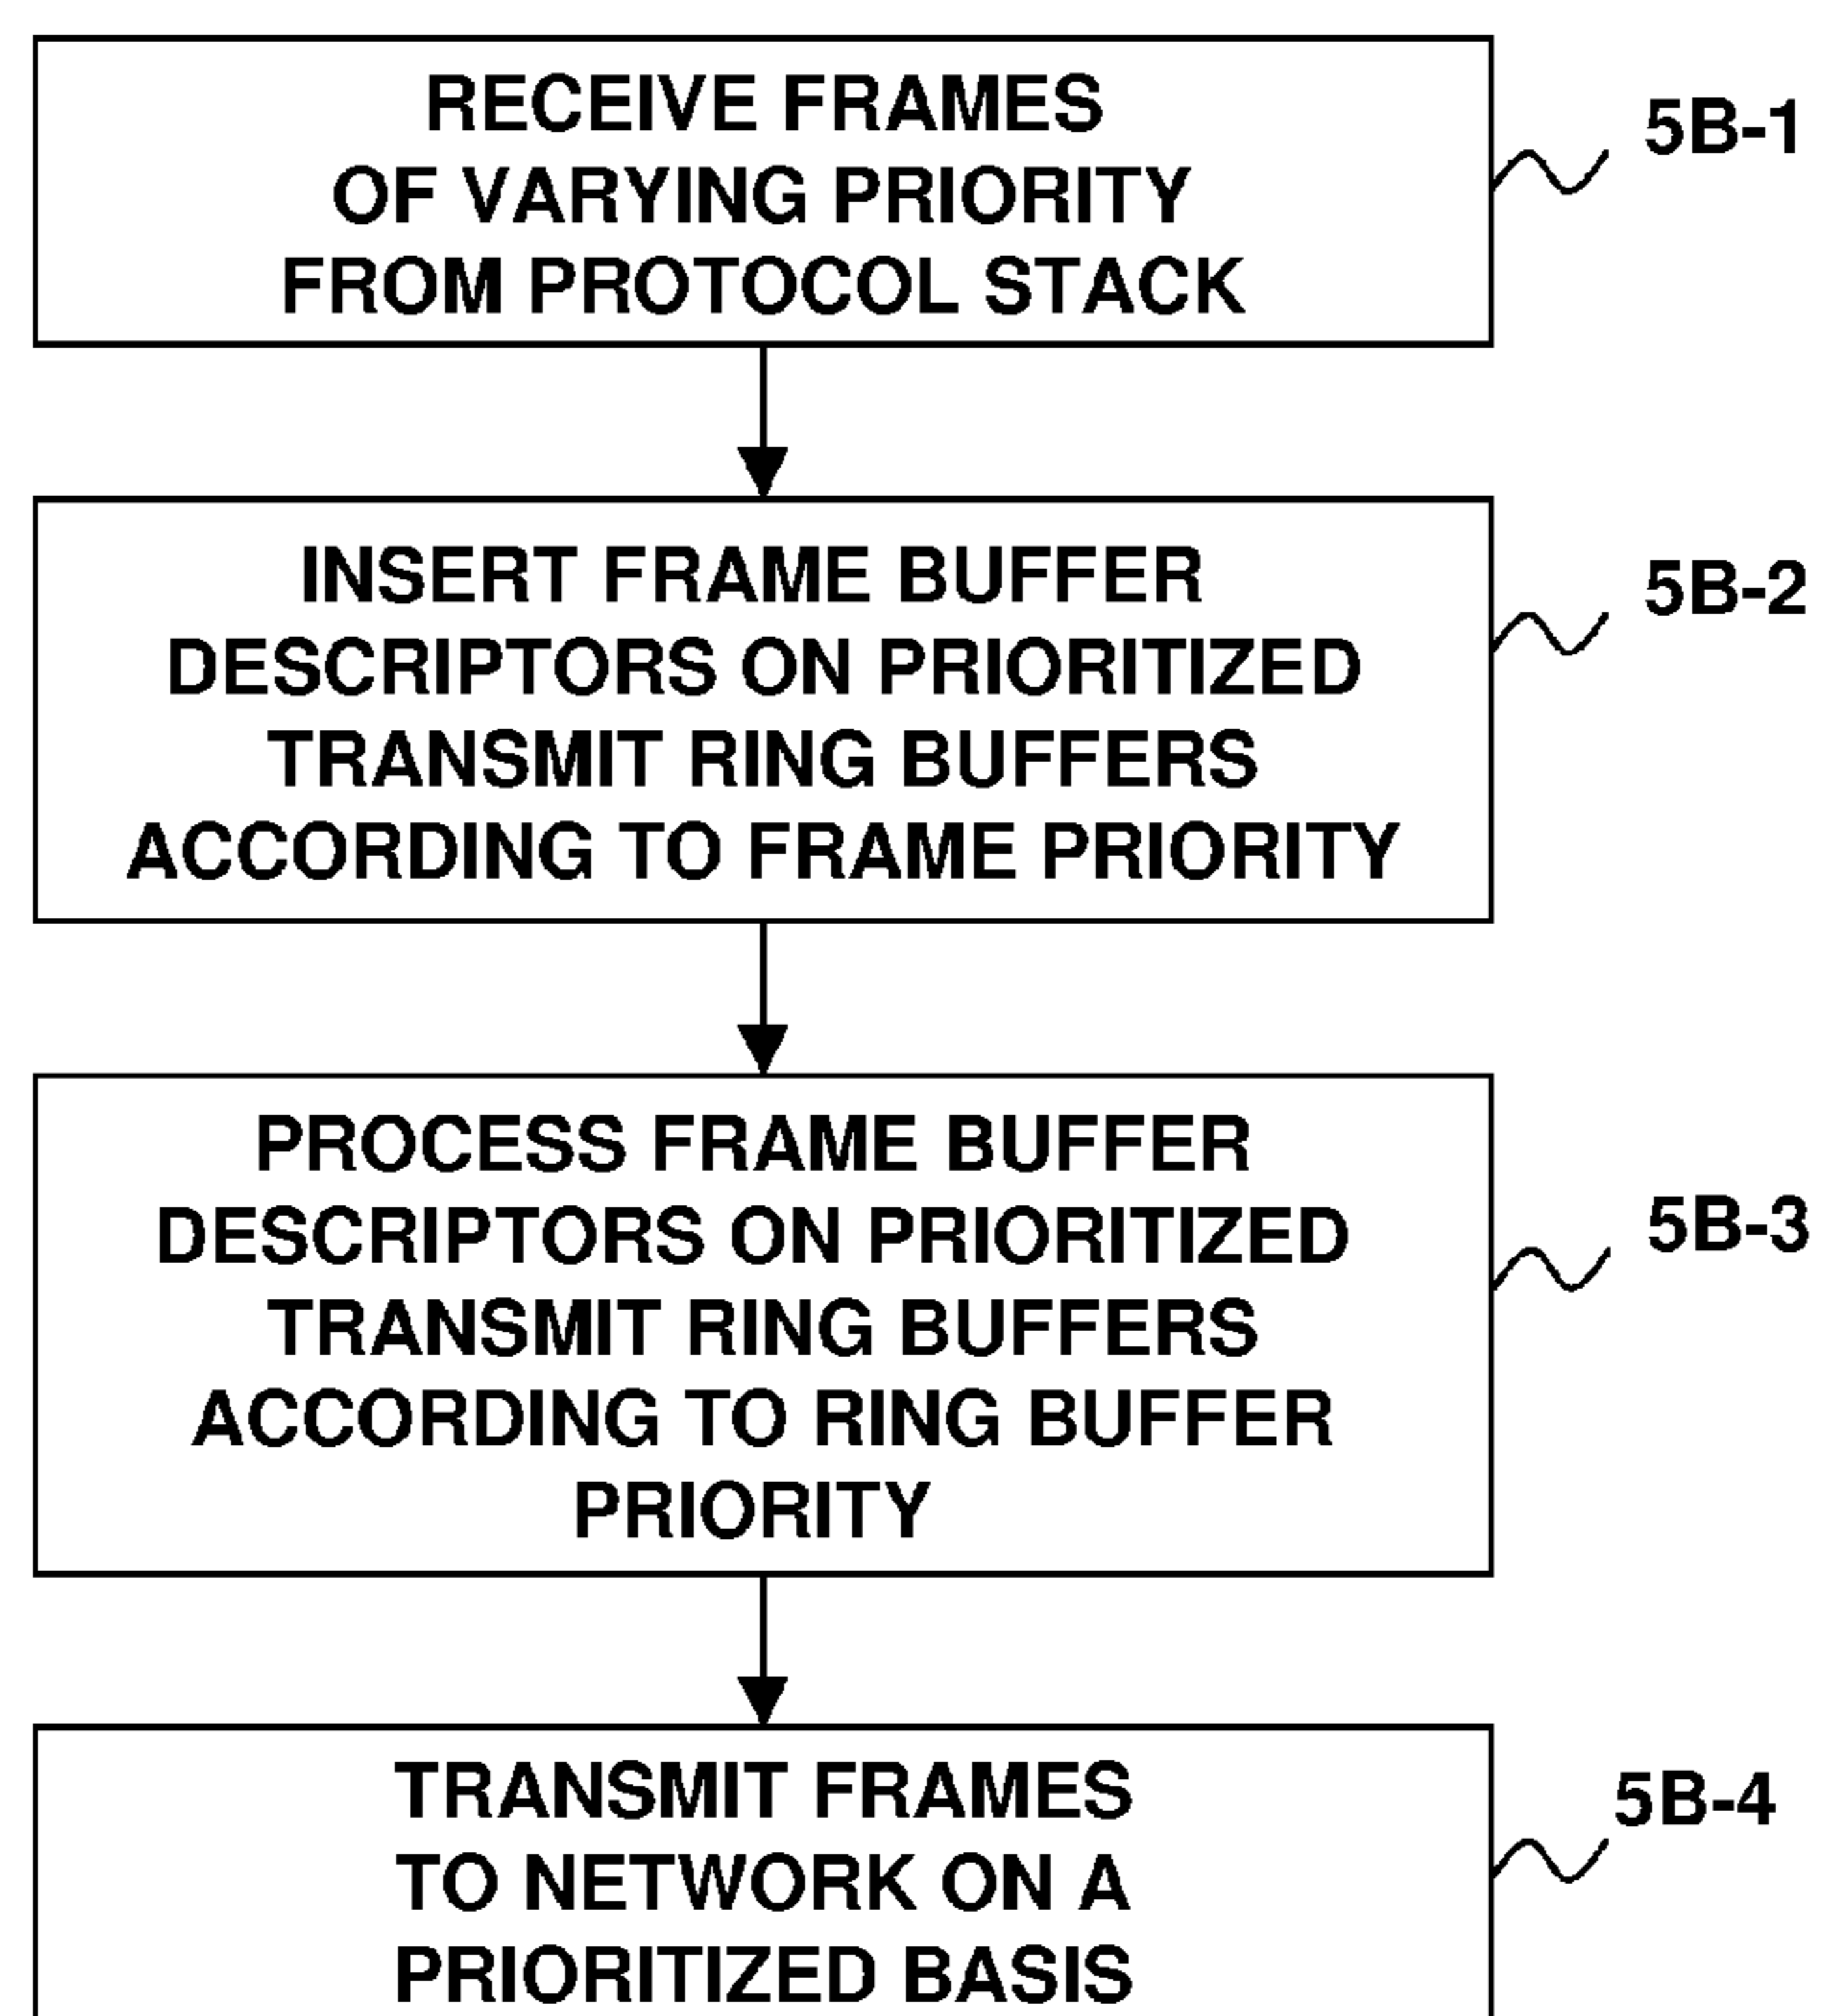 RECEIVE FRAMES
OF VARYING PRIORITY
FROM PROTOCOL STACK
5B-1
INSERT FRAME BUFFER
DESCRIPTORS ON PRIORITIZED
TRANSMIT RING BUFFERS
ACCORDING TO FRAME PRIORITY
5B-2
PROCESS FRAME BUFFER
DESCRIPTORS ON PRIORITIZED
TRANSMIT RING BUFFERS
ACCORDING TO RING BUFFER
PRIORITY
5B-3
TRANSMIT FRAMES
TO NETWORK ON A
PRIORITIZED BASIS
5B-4